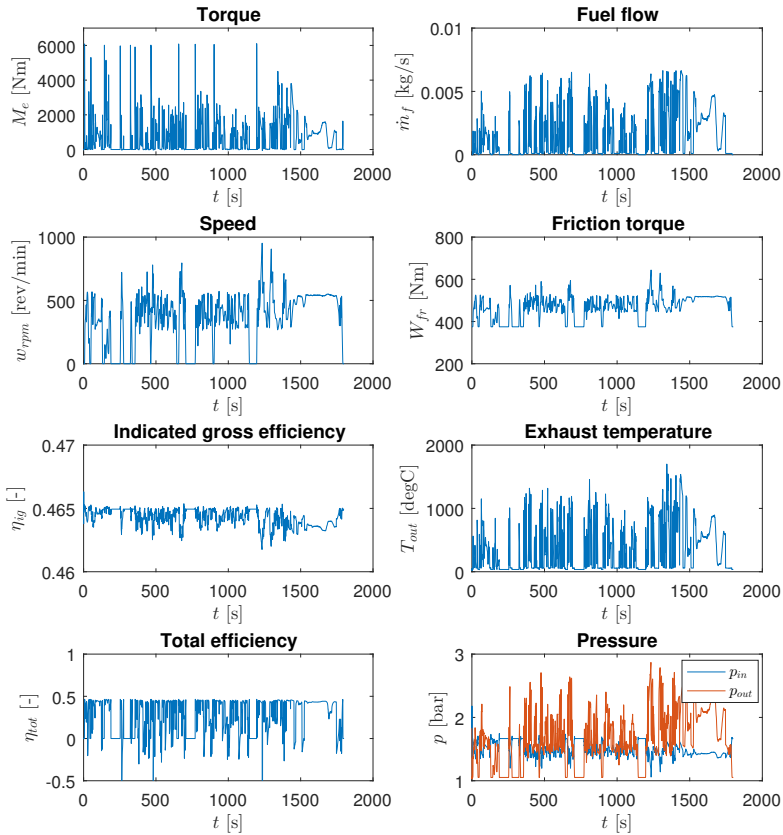 Torque
M_e [Nm]
6000
4000
2000
0
0 500 1000 1500 2000
t [s]
Fuel flow
ṁ_f [kg/s]
0.01
0.005
0
0 500 1000 1500 2000
t [s]
Speed
w_rpm [rev/min]
1000
500
0
0 500 1000 1500 2000
t [s]
Friction torque
W_fr [Nm]
800
600
400
200
0 500 1000 1500 2000
t [s]
Indicated gross efficiency
η_ig [-]
0.47
0.465
0.46
0 500 1000 1500 2000
t [s]
Exhaust temperature
T_out [degC]
2000
1000
0
0 500 1000 1500 2000
t [s]
Total efficiency
η_tot [-]
1
0.5
0
-0.5
0 500 1000 1500 2000
t [s]
Pressure
p [bar]
3
2
1
0 500 1000 1500 2000
t [s]
p_in
p_out